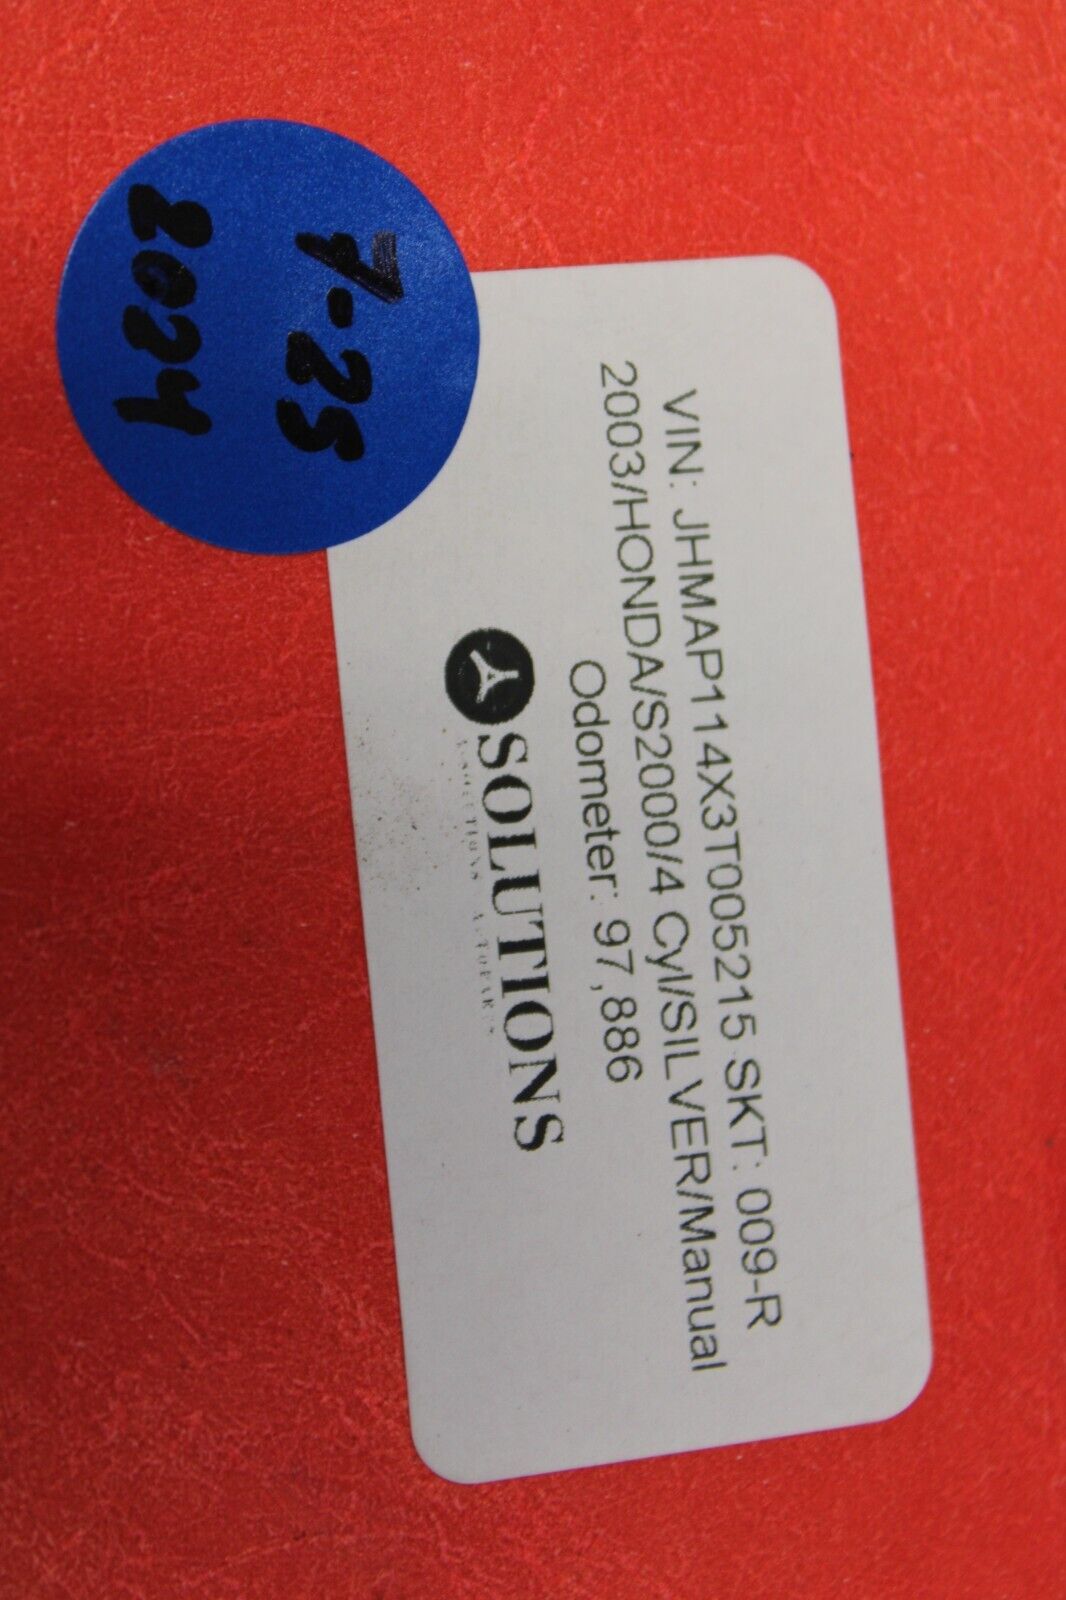 7-25
2024
VIN: JHMAP114X3T005215 SKT: 009-R
2003/HONDA/S2000/4 Cyl/SILVER/Manual
Odometer: 97,886
SOLUTIONS